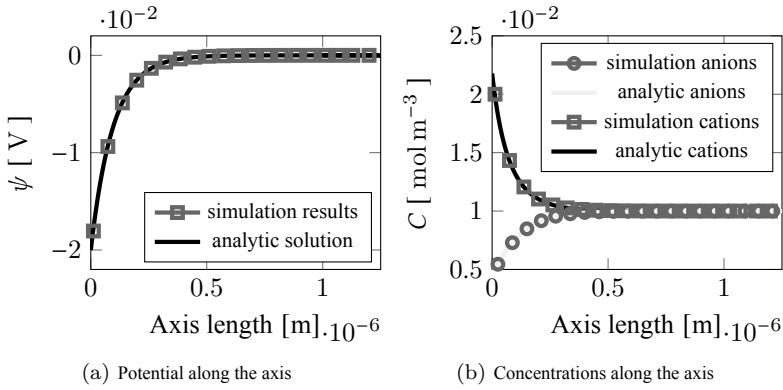 ·10⁻²
0
−1
−2
ψ [ V ]
simulation results
analytic solution
0
0.5
1
Axis length [m]
·10⁻⁶
(a) Potential along the axis
·10⁻²
2.5
2
1.5
1
0.5
C [ mol m⁻³ ]
simulation anions
analytic anions
simulation cations
analytic cations
0
0.5
1
Axis length [m]
·10⁻⁶
(b) Concentrations along the axis